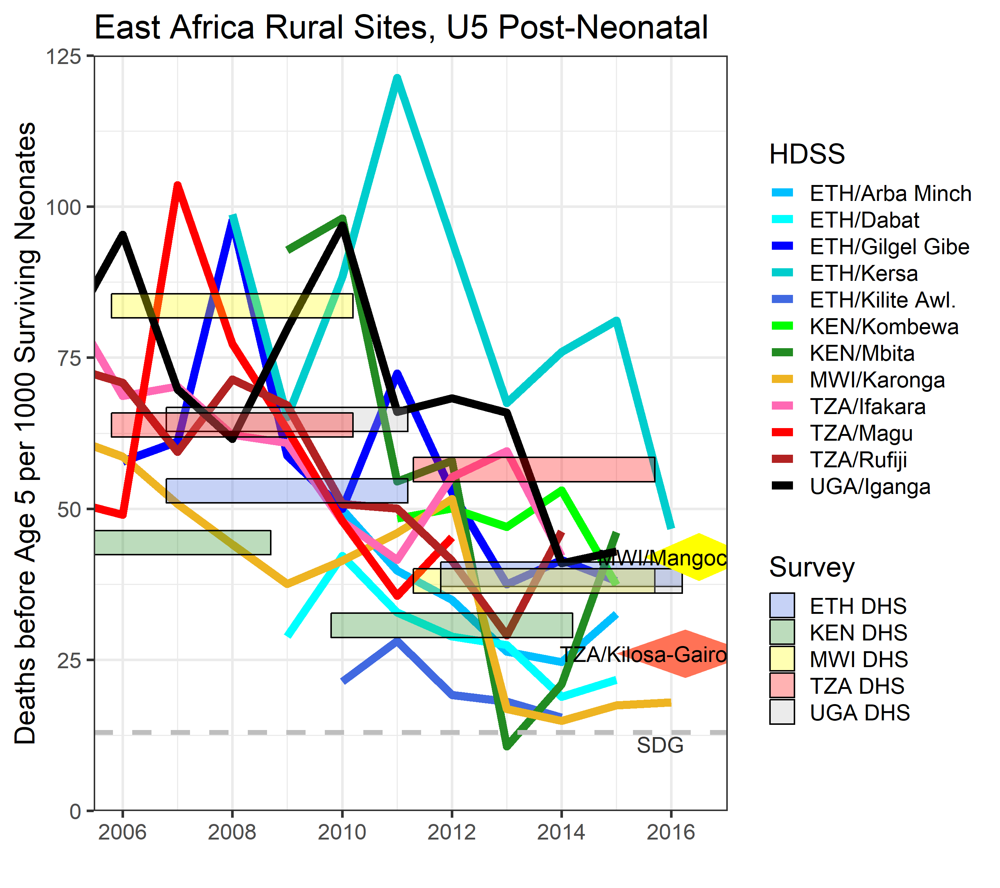 East Africa Rural Sites, U5 Post-Neonatal
Deaths before Age 5 per 1000 Surviving Neonates
125
100
75
50
25
0
2006 2008 2010 2012 2014 2016
MWI/Mangoc
TZA/Kilosa-Gairo
SDG
HDSS
ETH/Arba Minch
ETH/Dabat
ETH/Gilgel Gibe
ETH/Kersa
ETH/Kilite Awl.
KEN/Kombewa
KEN/Mbita
MWI/Karonga
TZA/Ifakara
TZA/Magu
TZA/Rufiji
UGA/Iganga
Survey
ETH DHS
KEN DHS
MWI DHS
TZA DHS
UGA DHS